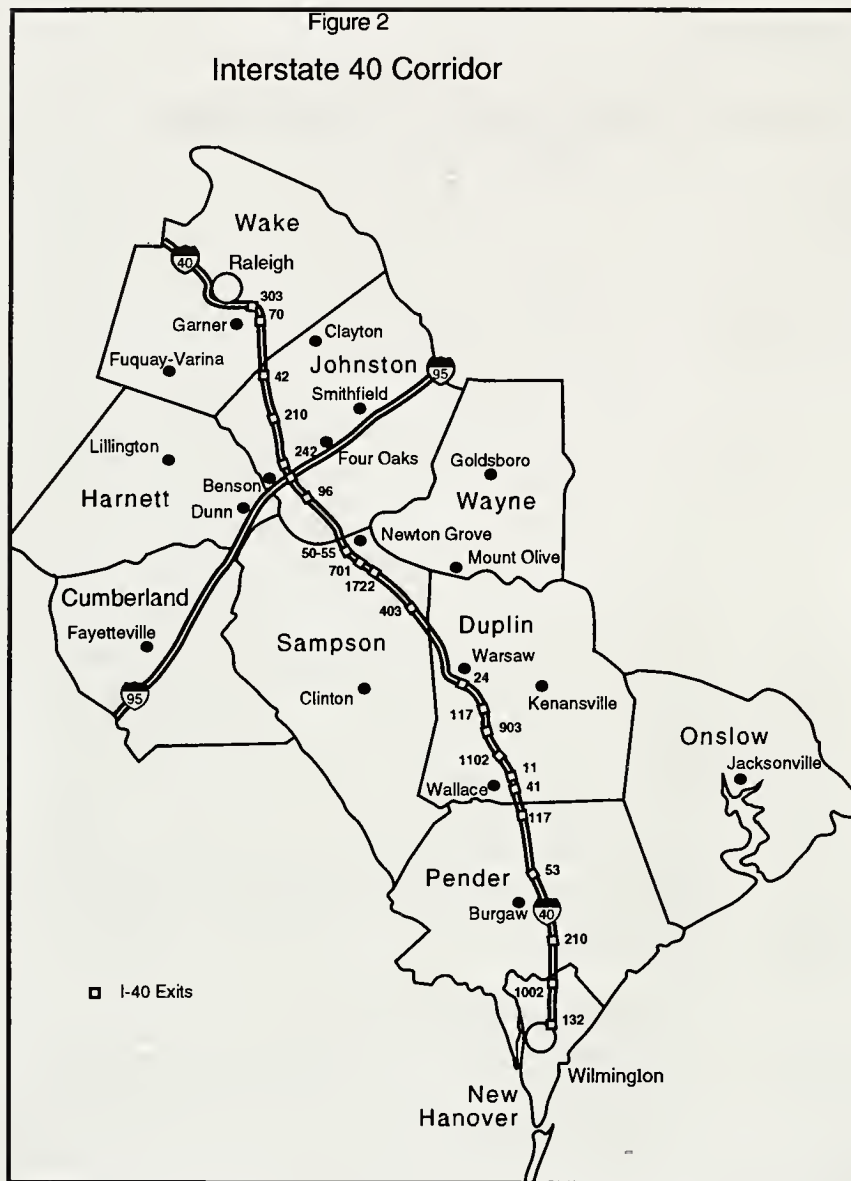 Figure 2
Interstate 40 Corridor
Wake
40
Raleigh
303
70
Garner
Clayton
Fuquay-Varina
Johnston
95
42
Smithfield
210
242
Lillington
Four Oaks
Goldsboro
Benson
Harnett
96
Wayne
Dunn
Newton Grove
50-55
Mount Olive
701
1722
Cumberland
403
Duplin
Fayetteville
Sampson
Warsaw
24
95
Clinton
Kenansville
117
903
Onslow
1102
11
Jacksonville
Wallace
41
117
53
Pender
Burgaw
40
210
I-40 Exits
1002
132
Wilmington
New
Hanover